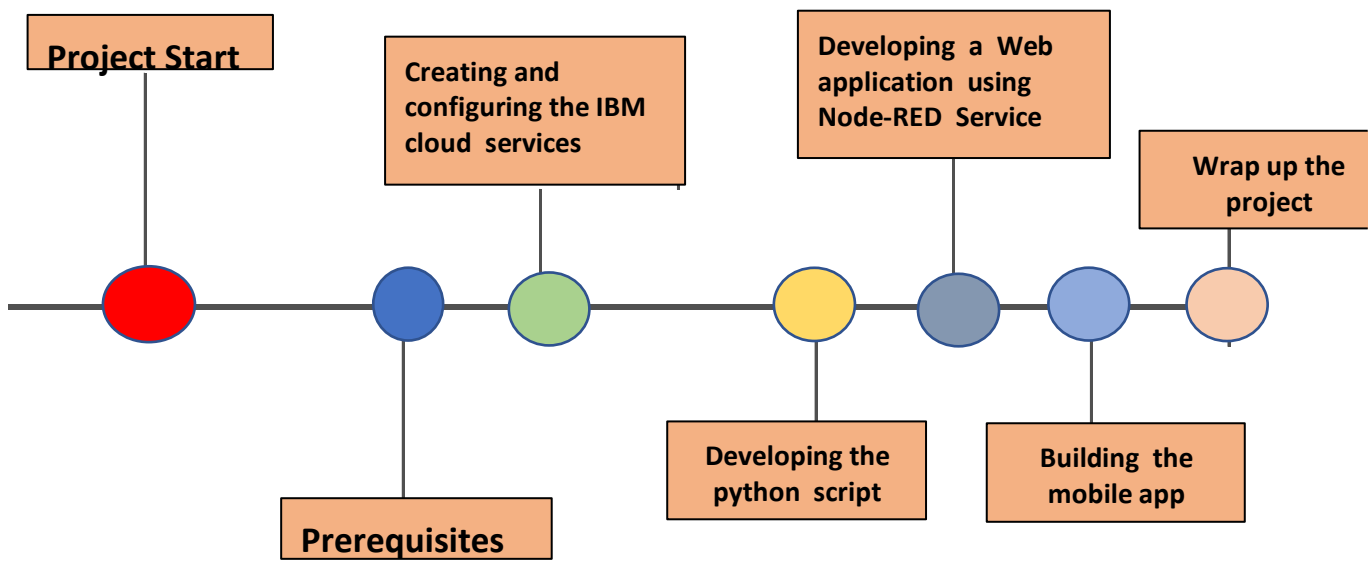 Project Start
Creating and
configuring the IBM
cloud services
Developing a Web
application using
Node-RED Service
Wrap up the
project
Developing the
python script
Building the
mobile app
Prerequisites